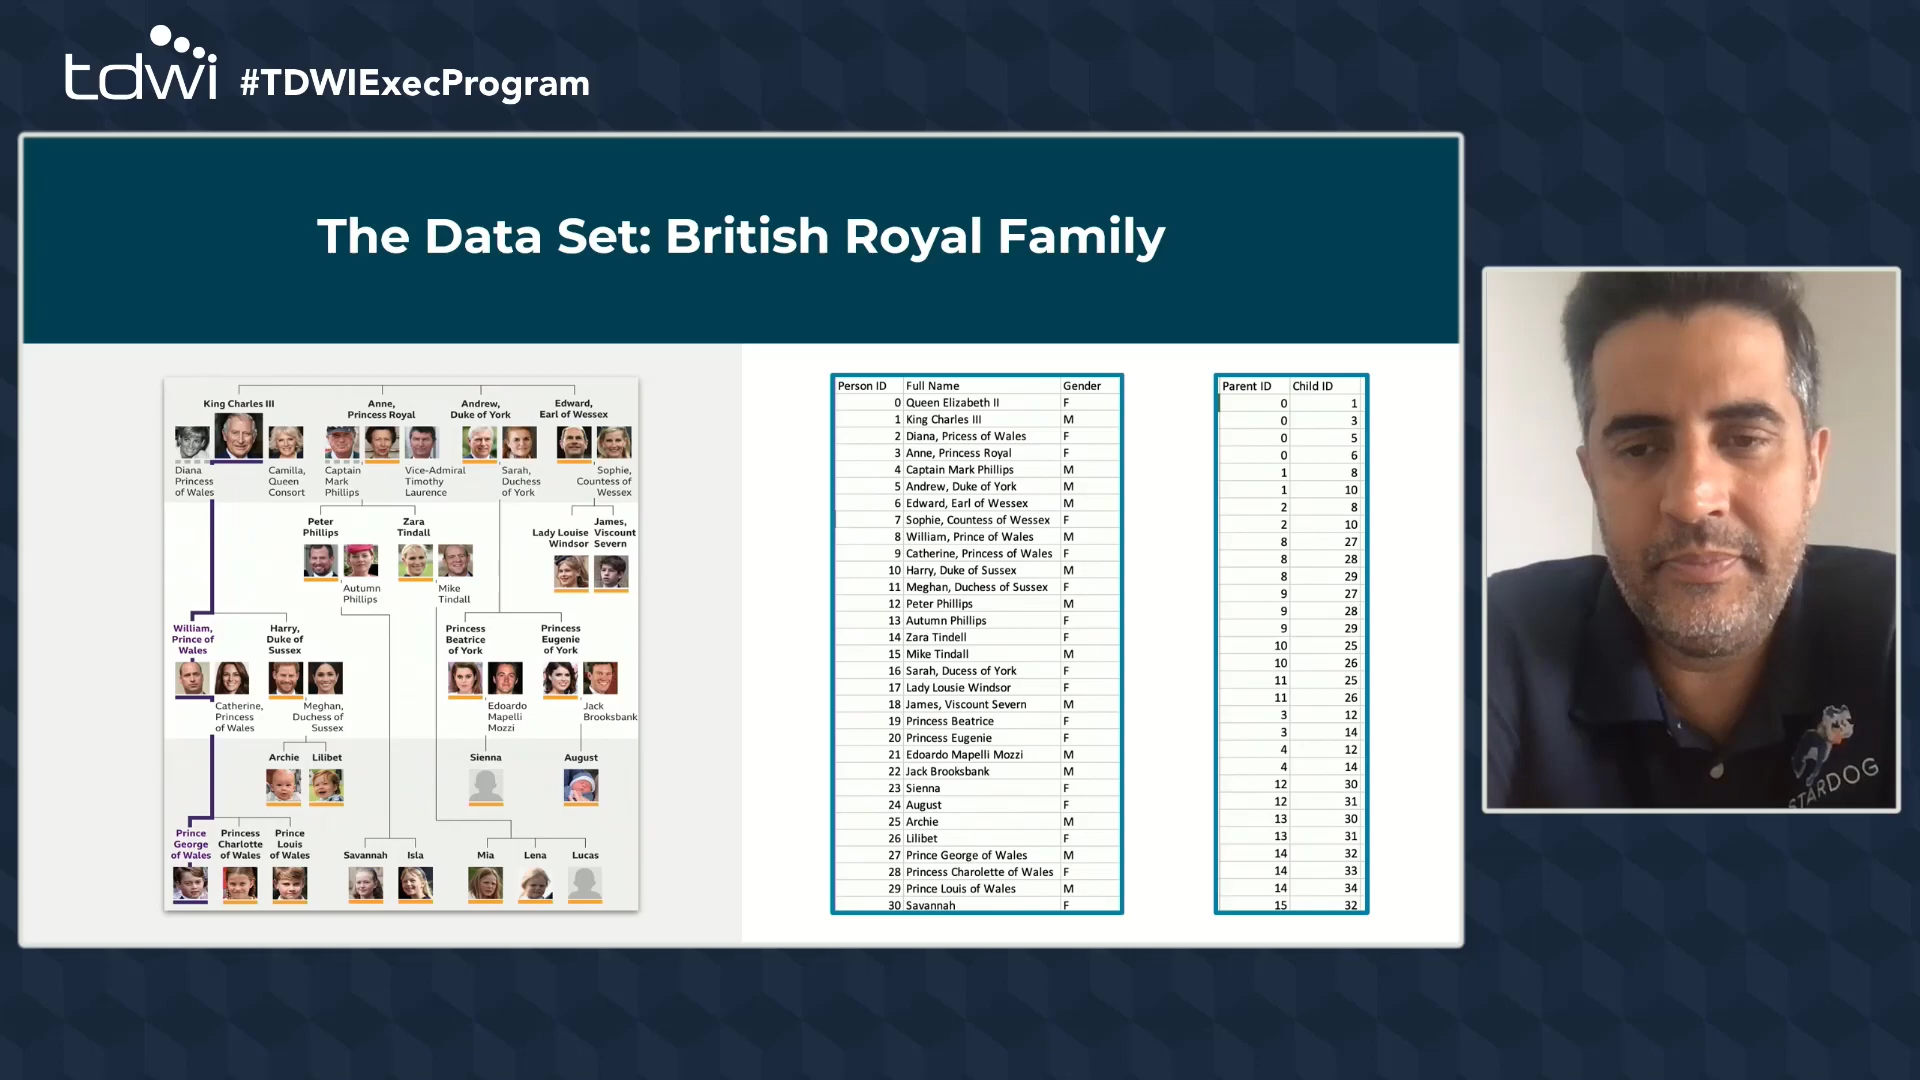 tdwi #TDWIExecProgram
The Data Set: British Royal Family
King Charles III
Anne,
Princess Royal
Andrew,
Duke of York
Edward,
Earl of Wessex
Diana
Princess
of Wales
Camilla,
Queen
Consort
Captain
Mark
Phillips
Vice-Admiral
Timothy
Laurence
Sarah,
Duchess
of York
Sophie,
Countess of
Wessex
Peter
Phillips
Zara
Tindall
Lady Louise
Windsor
James,
Viscount
Severn
Autumn
Phillips
Mike
Tindall
William,
Prince of
Wales
Harry,
Duke of
Sussex
Princess
Beatrice
of York
Princess
Eugenie
of York
Catherine,
Princess
of Wales
Meghan,
Duchess of
Sussex
Edoardo
Mapelli
Mozzi
Jack
Brooksbank
Archie
Lilibet
Sienna
August
Prince
George
of Wales
Princess
Charlotte
of Wales
Prince
Louis
of Wales
Savannah
Isla
Mia
Lena
Lucas
Person ID Full Name Gender
0 Queen Elizabeth II F
1 King Charles III M
2 Diana, Pricess of Wales F
3 Anne, Princess Royal F
4 Captain Mark Phillips M
5 Andrew, Duke of York M
6 Edward, Earl of Wessex M
7 Sophie, Countess of Wessex F
8 William, Prince of Wales M
9 Catherine, Princess of Wales F
10 Harry, Duke of Sussex M
11 Meghan, Duchess of Sussex F
12 Peter Phillips M
13 Autumn Phillips F
14 Zara Tindell F
15 Mike Tindall M
16 Sarah, Ducess of York F
17 Lady Lousie Windsor F
18 James, Viscount Severn M
19 Princess Beatrice F
20 Princess Eugenie F
21 Edoardo Mapelli Mozzi M
22 Jack Brooksbank M
23 Sienna F
24 August F
25 Archie M
26 Lilibet F
27 Prince George of Wales M
28 Princess Charolette of Wales F
29 Prince Louis of Wales M
30 Savannah F
Parent ID Child ID
0 1
0 3
0 5
0 6
1 8
1 10
2 8
2 10
8 27
8 28
8 29
9 27
9 28
9 29
10 25
10 26
11 25
11 26
3 12
3 14
4 12
4 14
12 30
12 31
13 30
13 31
14 32
14 33
14 34
15 32
STARDOG